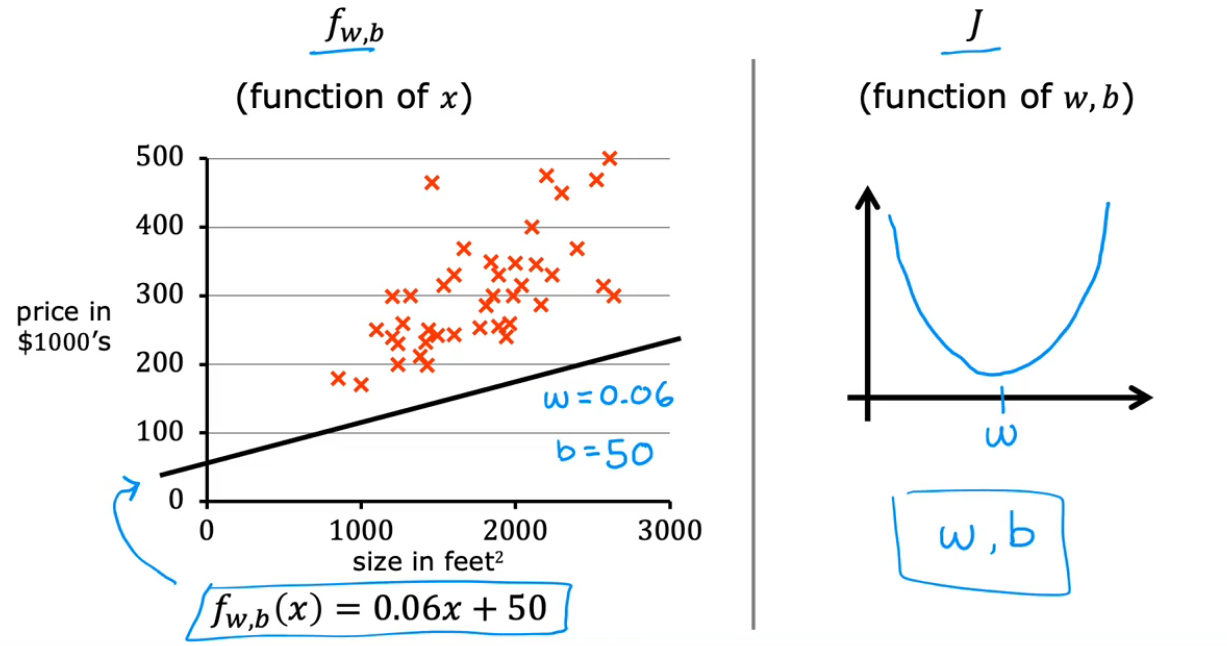 f_{w,b}
(function of x)
500
400
300
200
100
0
price in
$1000's
0 1000 2000 3000
size in feet²
w = 0.06
b = 50
f_{w,b}(x) = 0.06x + 50
J
(function of w, b)
w
w, b